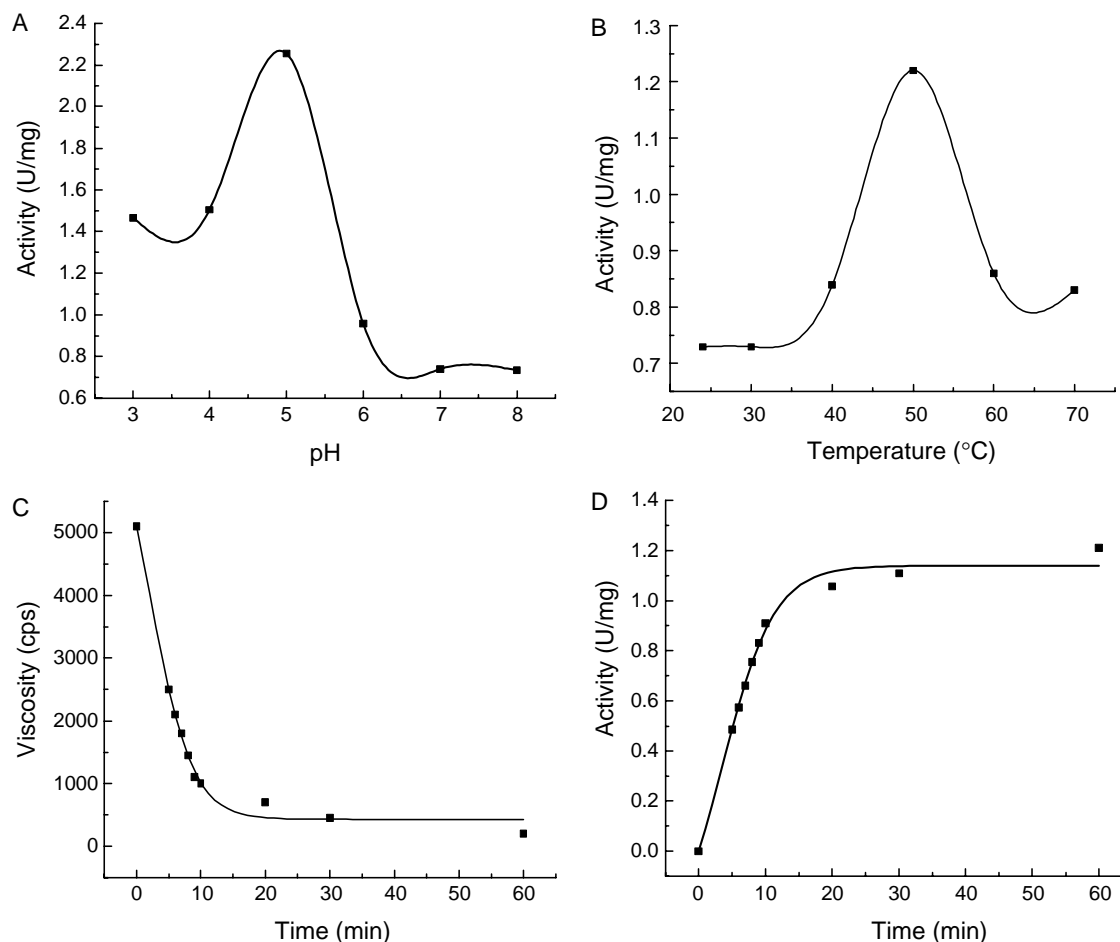 A
2.4
2.2
2.0
1.8
1.6
1.4
1.2
1.0
0.8
0.6
Activity (U/mg)
3 4 5 6 7 8
pH
B
1.3
1.2
1.1
1.0
0.9
0.8
0.7
Activity (U/mg)
20 30 40 50 60 70
Temperature (°C)
C
5000
4000
3000
2000
1000
0
Viscosity (cps)
0 10 20 30 40 50 60
Time (min)
D
1.4
1.2
1.0
0.8
0.6
0.4
0.2
0.0
Activity (U/mg)
0 10 20 30 40 50 60
Time (min)